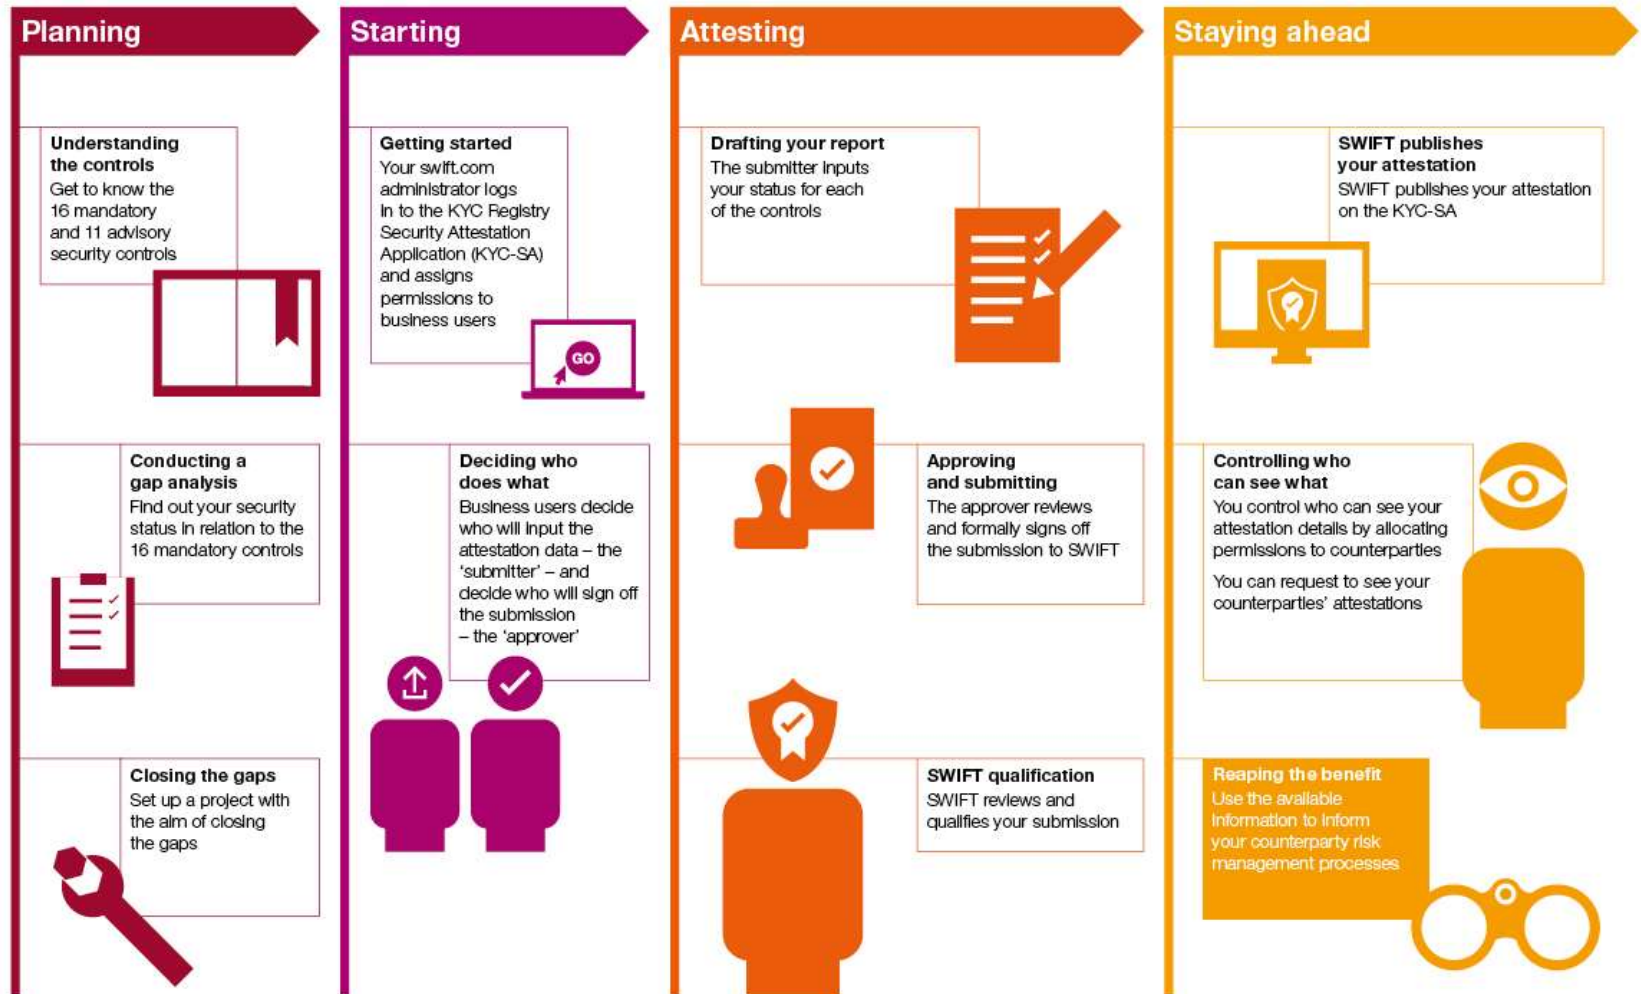 Planning
Understanding
the controls
Get to know the
16 mandatory
and 11 advisory
security controls
Conducting a
gap analysis
Find out your security
status in relation to the
16 mandatory controls
Closing the gaps
Set up a project with
the aim of closing
the gaps
Starting
Getting started
Your swift.com
administrator logs
in to the KYC Registry
Security Attestation
Application (KYC-SA)
and assigns
permissions to
business users
GO
Deciding who
does what
Business users decide
who will input the
attestation data – the
‘submitter’ – and
decide who will sign off
the submission
– the ‘approver’
Attesting
Drafting your report
The submitter inputs
your status for each
of the controls
Approving
and submitting
The approver reviews
and formally signs off
the submission to SWIFT
SWIFT qualification
SWIFT reviews and
qualifies your submission
Staying ahead
SWIFT publishes
your attestation
SWIFT publishes your attestation
on the KYC-SA
Controlling who
can see what
You control who can see your
attestation details by allocating
permissions to counterparties
You can request to see your
counterparties’ attestations
Reaping the benefit
Use the available
information to inform
your counterparty risk
management processes